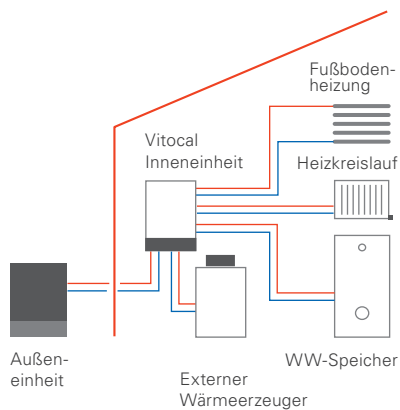 Fußboden-
heizung
Vitocal
Inneneinheit
Heizkreislauf
Außen-
einheit
WW-Speicher
Externer
Wärmeerzeuger